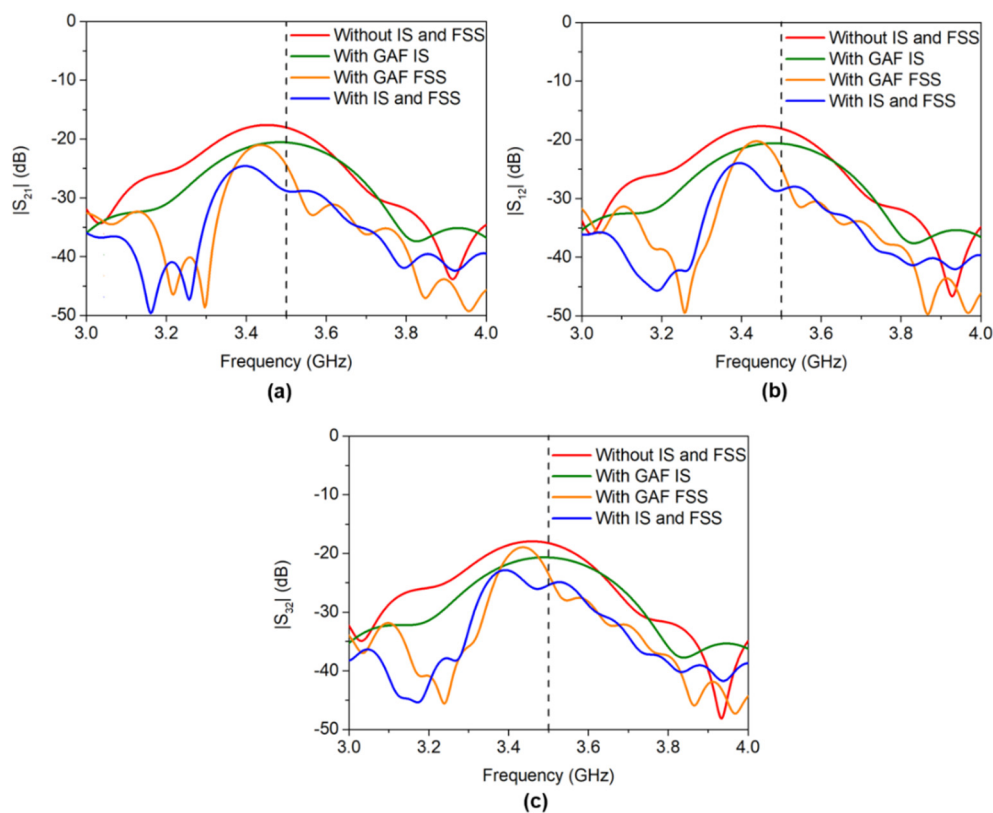 0
-10
-20
-30
-40
-50
|S₂₁| (dB)
Without IS and FSS
With GAF IS
With GAF FSS
With IS and FSS
3.0 3.2 3.4 3.6 3.8 4.0
Frequency (GHz)
(a)
0
-10
-20
-30
-40
-50
|S₁₂| (dB)
Without IS and FSS
With GAF IS
With GAF FSS
With IS and FSS
3.0 3.2 3.4 3.6 3.8 4.0
Frequency (GHz)
(b)
0
-10
-20
-30
-40
-50
|S₃₂| (dB)
Without IS and FSS
With GAF IS
With GAF FSS
With IS and FSS
3.0 3.2 3.4 3.6 3.8 4.0
Frequency (GHz)
(c)